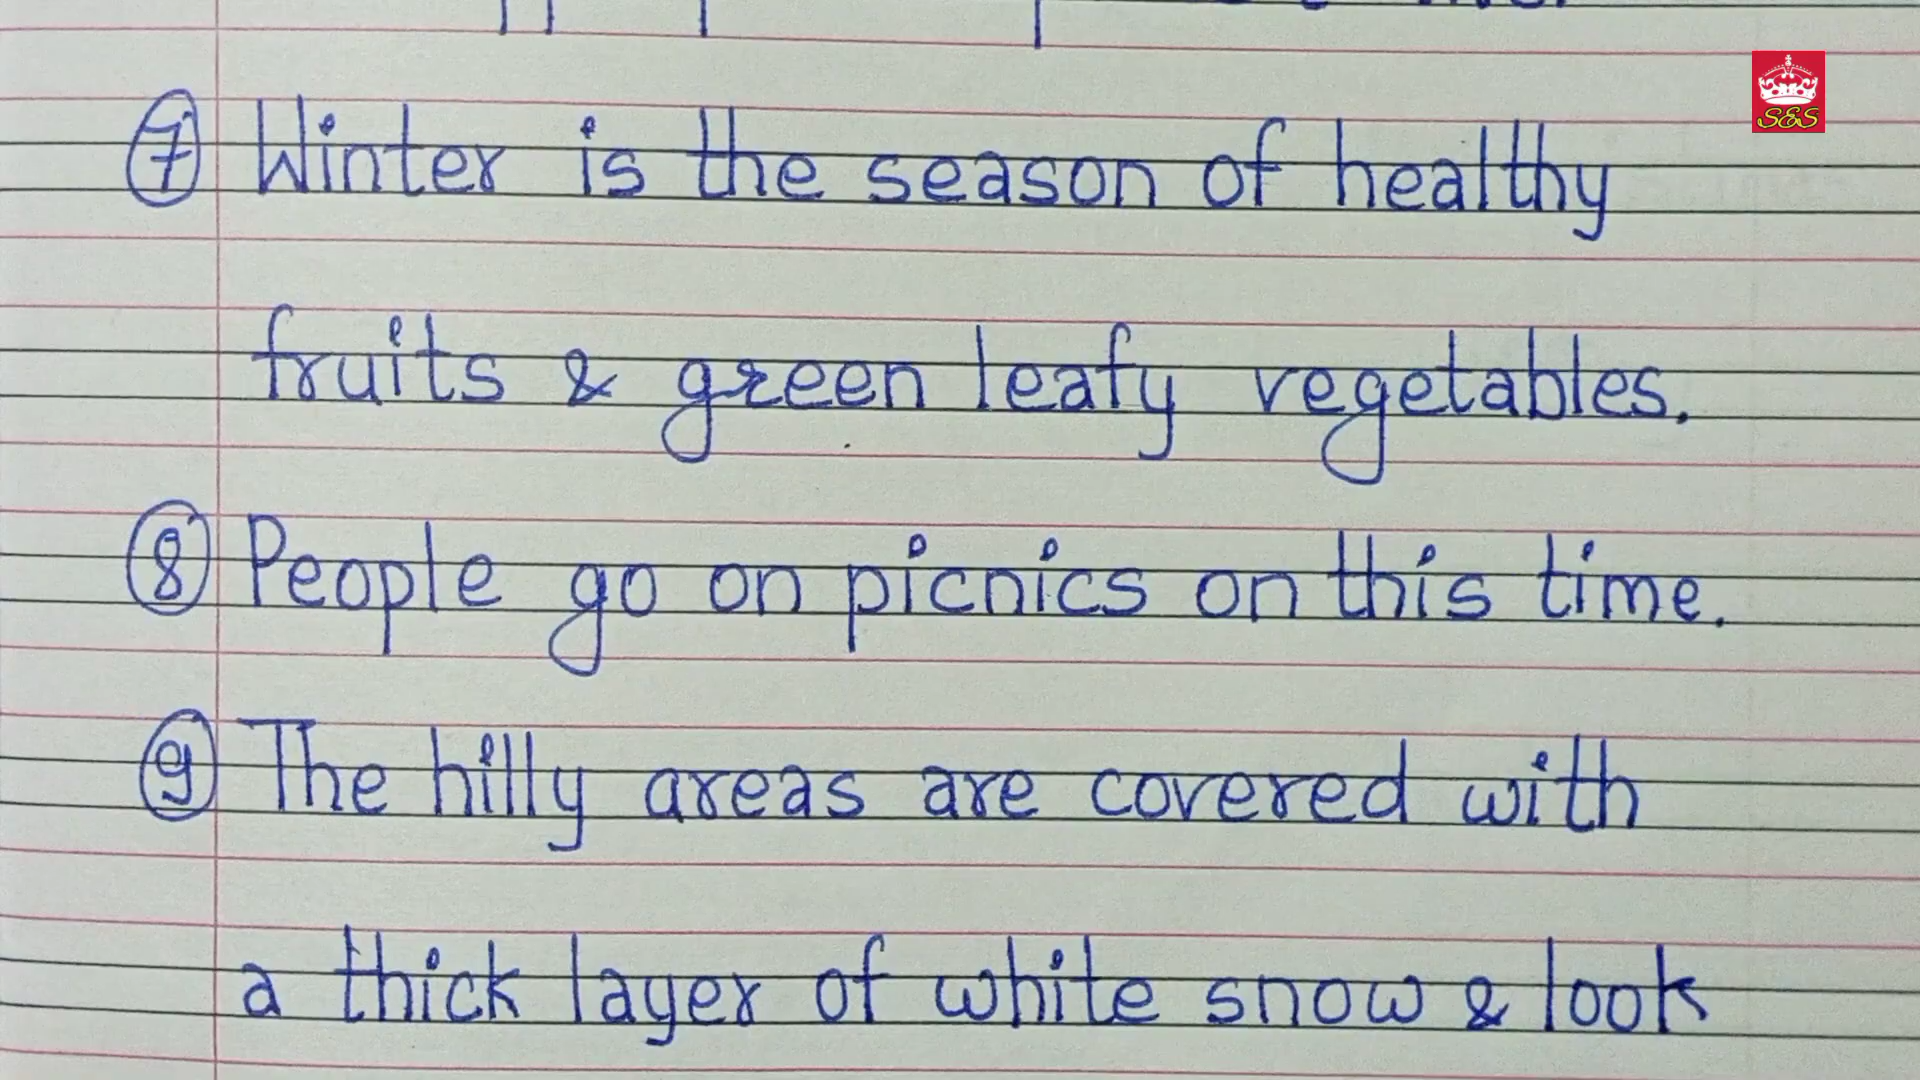 7 Winter is the season of healthy
fruits & green leafy vegetables.
8 People go on picnics on this time.
9 The hilly areas are covered with
a thick layer of white snow & look
S&S